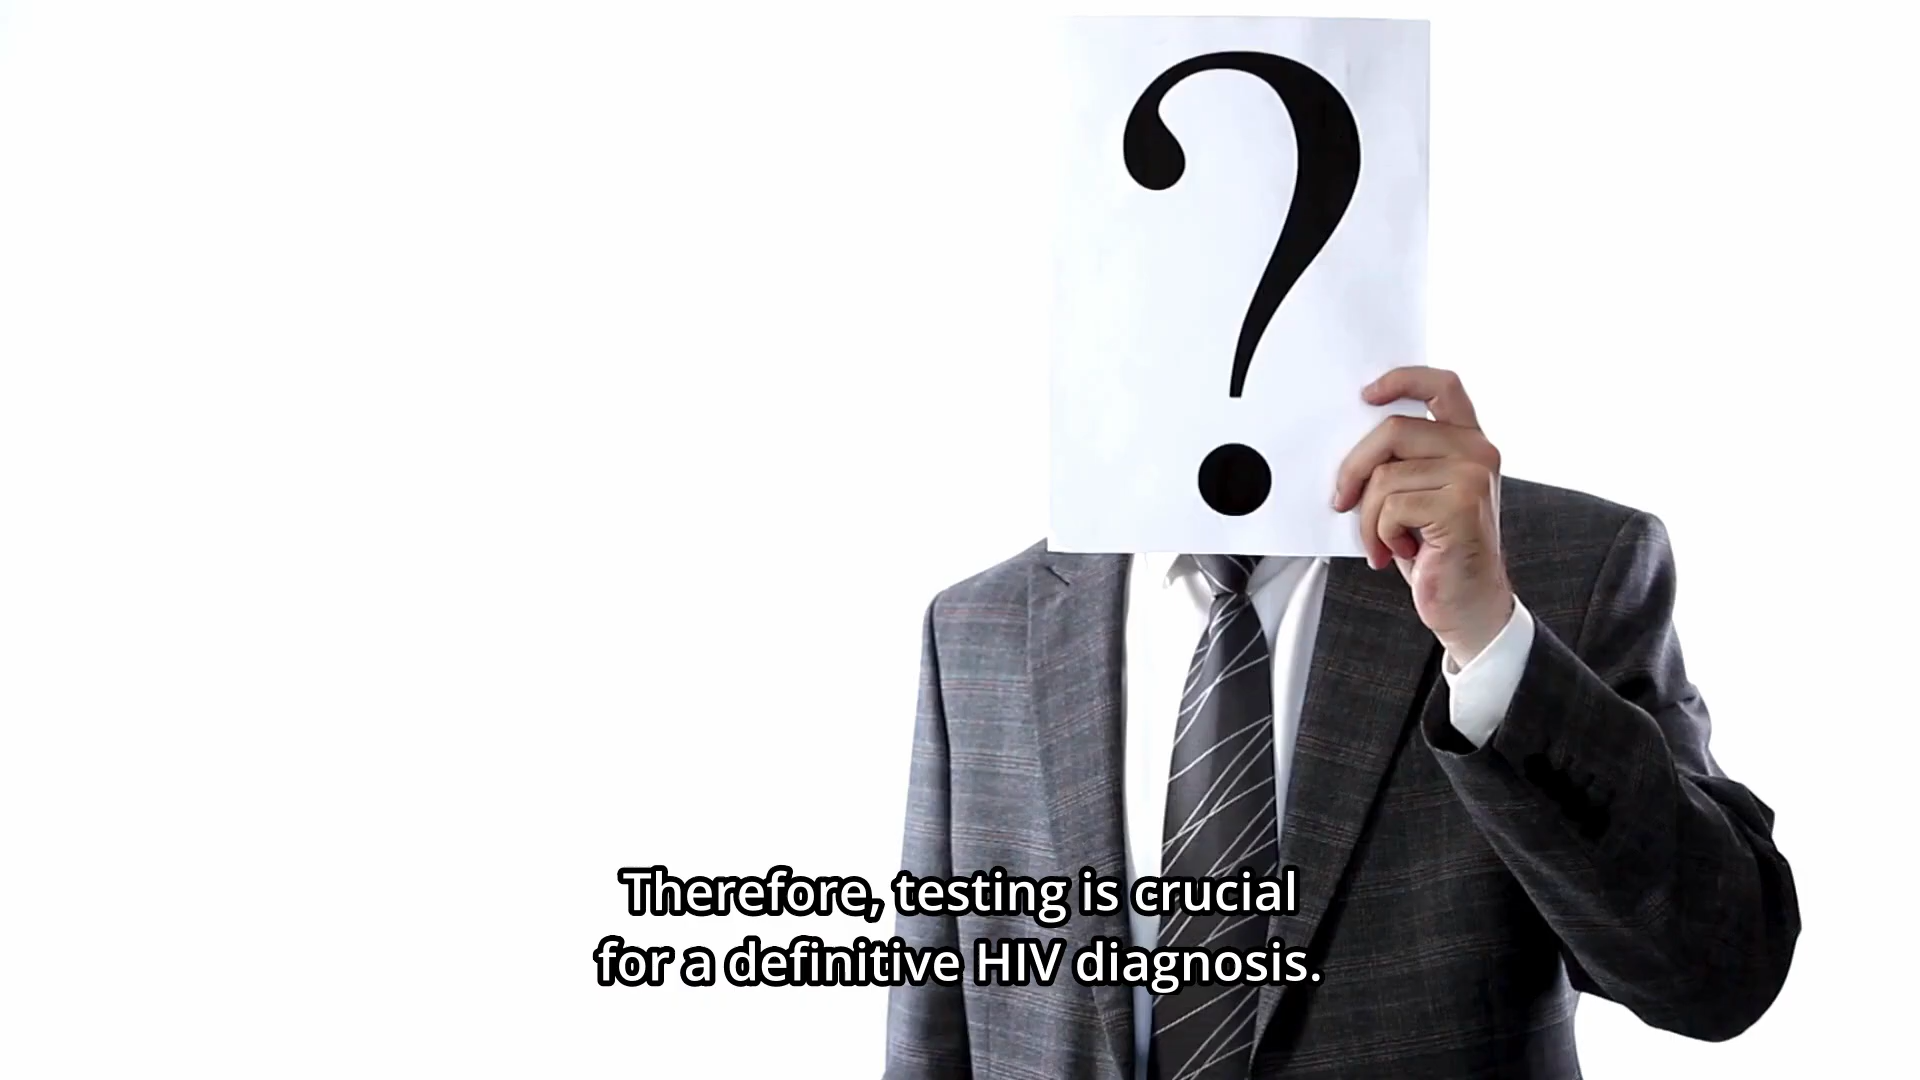 ?
Therefore, testing is crucial
for a definitive HIV diagnosis.